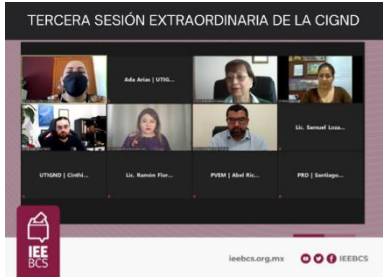 TERCERA SESIÓN EXTRAORDINARIA DE LA CIGND
Ada Arias | UTIG...
Lic. Samuel Loza...
UTIGND | Cinthi...
Lic. Ramón Fior...
PVEM | Abel Ric...
PRD | Santiago...
IEE
BCS
ieebcs.org.mx
IEEBCS